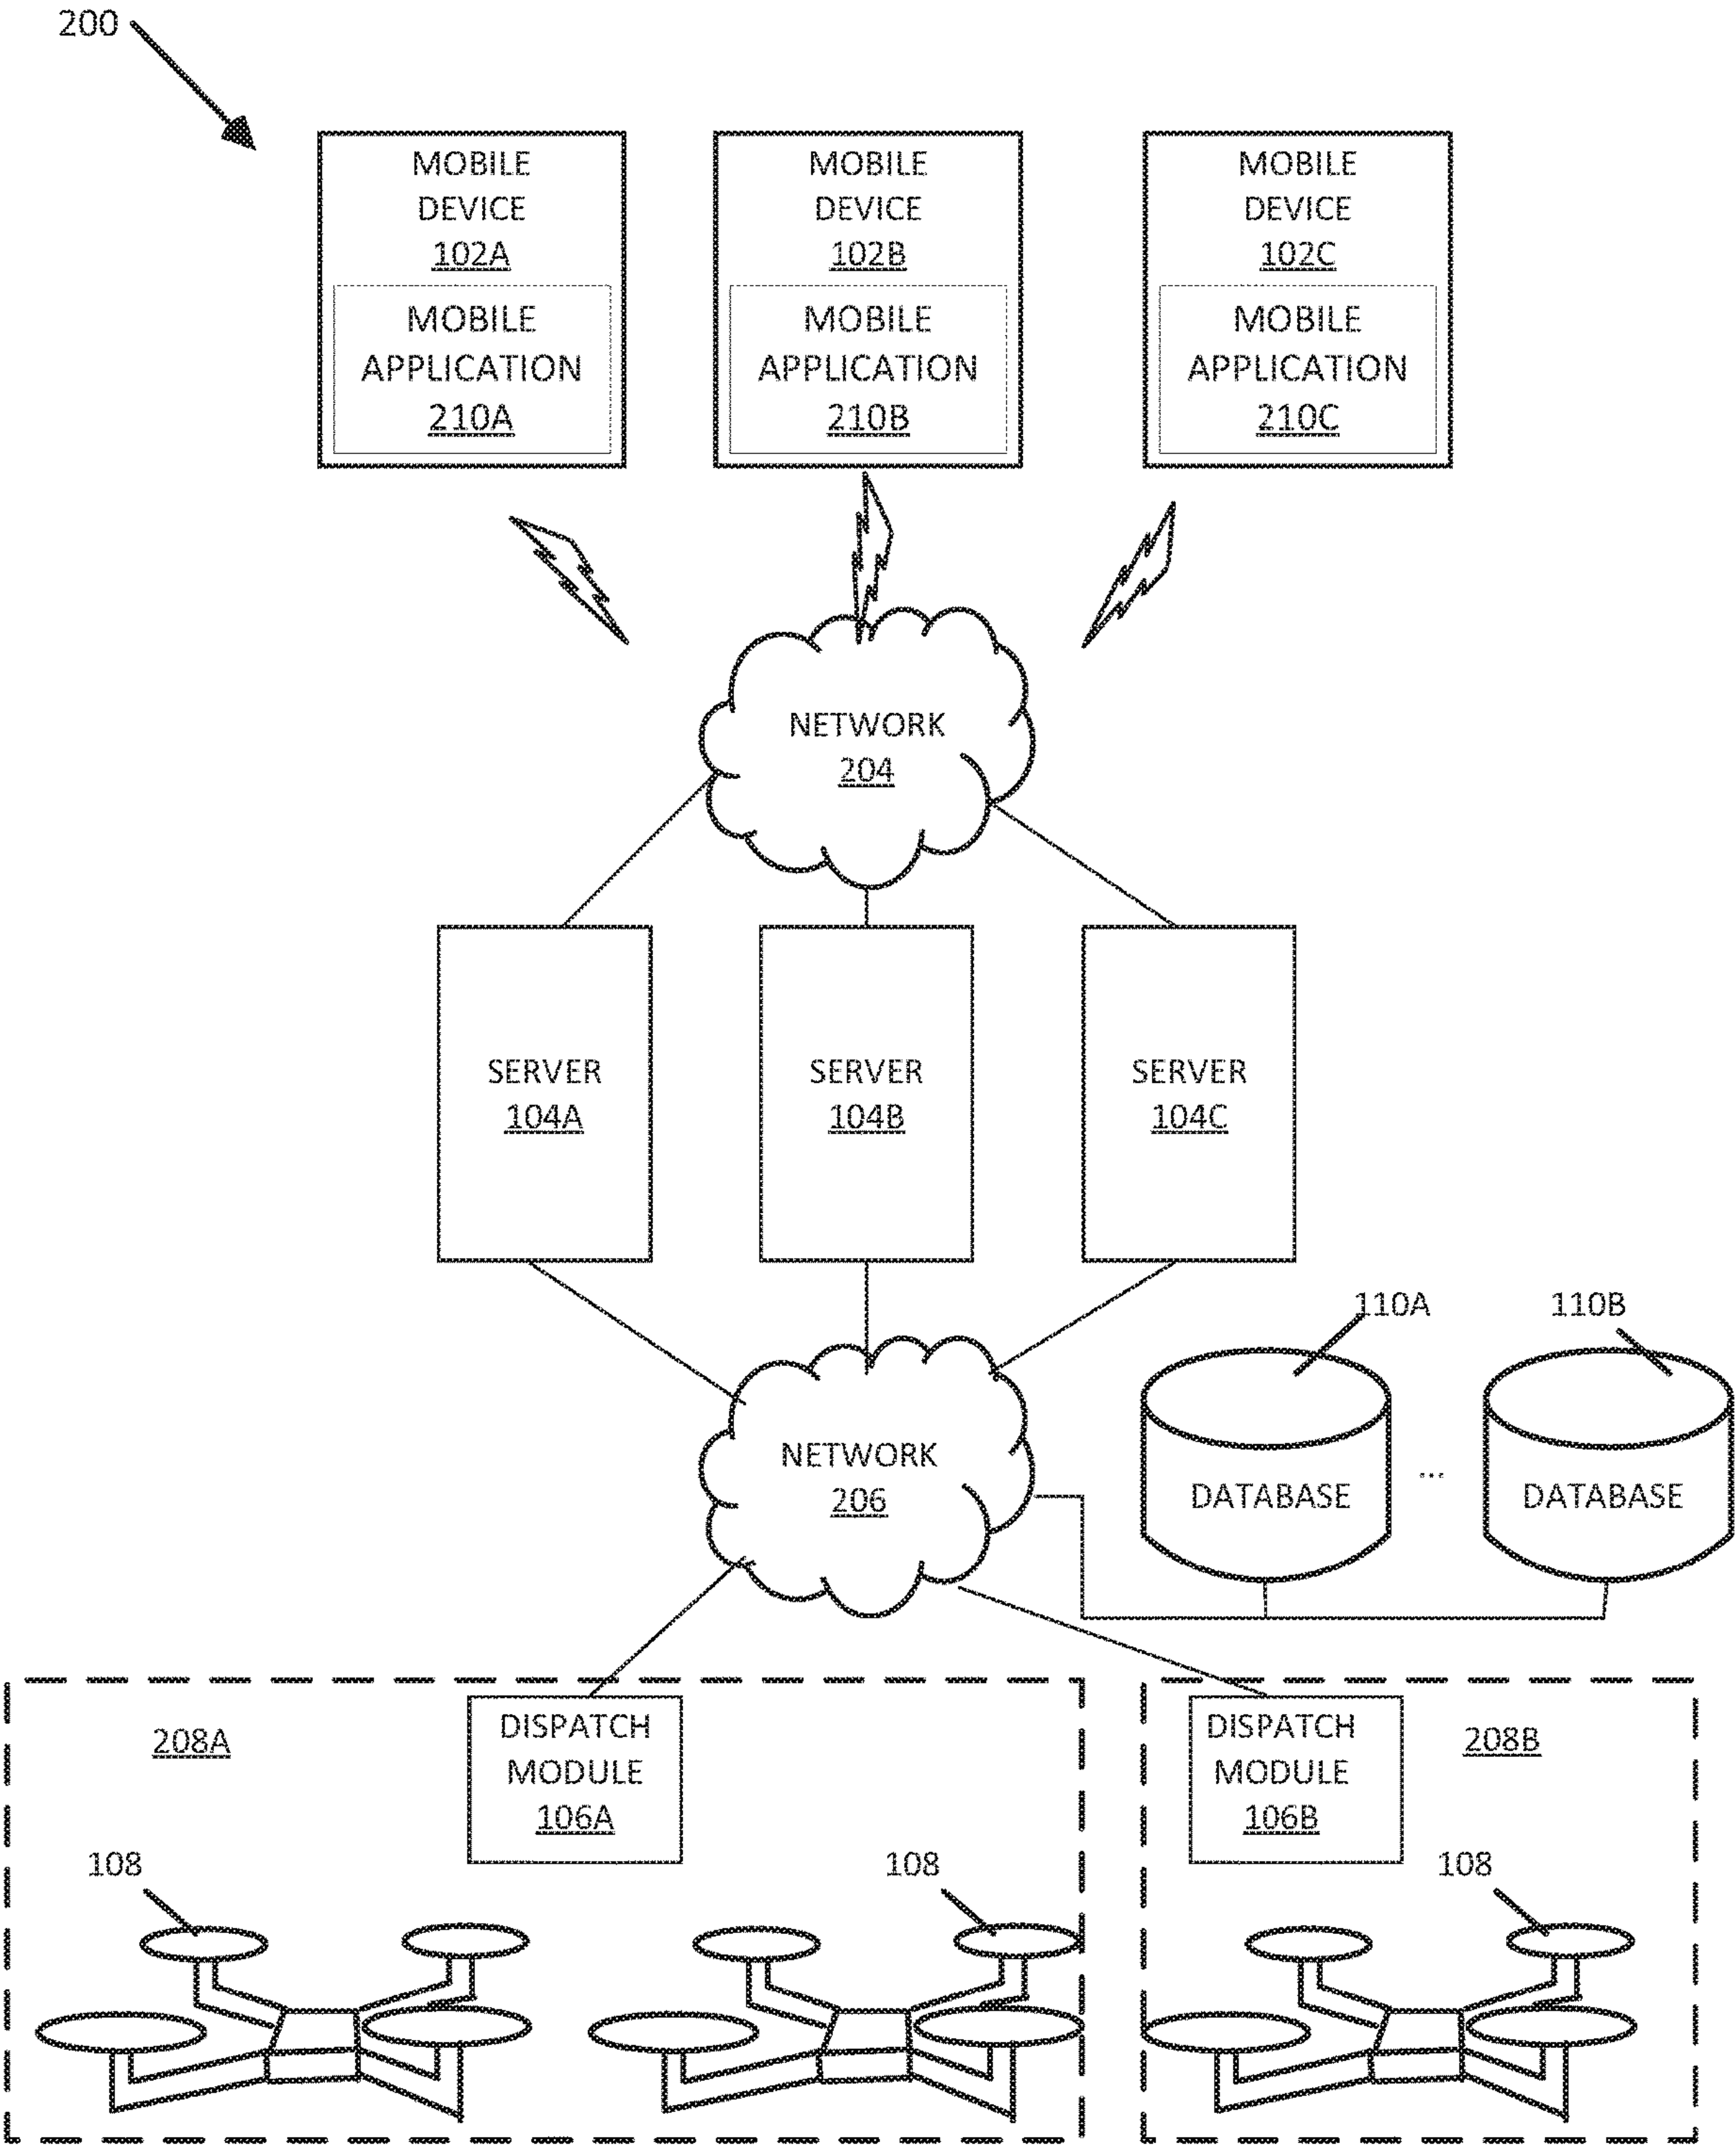 200
MOBILE
DEVICE
102A
MOBILE
APPLICATION
210A
MOBILE
DEVICE
102B
MOBILE
APPLICATION
210B
MOBILE
DEVICE
102C
MOBILE
APPLICATION
210C
NETWORK
204
SERVER
104A
SERVER
104B
SERVER
104C
110A
110B
NETWORK
206
DATABASE
...
DATABASE
208A
DISPATCH
MODULE
106A
DISPATCH
MODULE
106B
208B
108
108
108